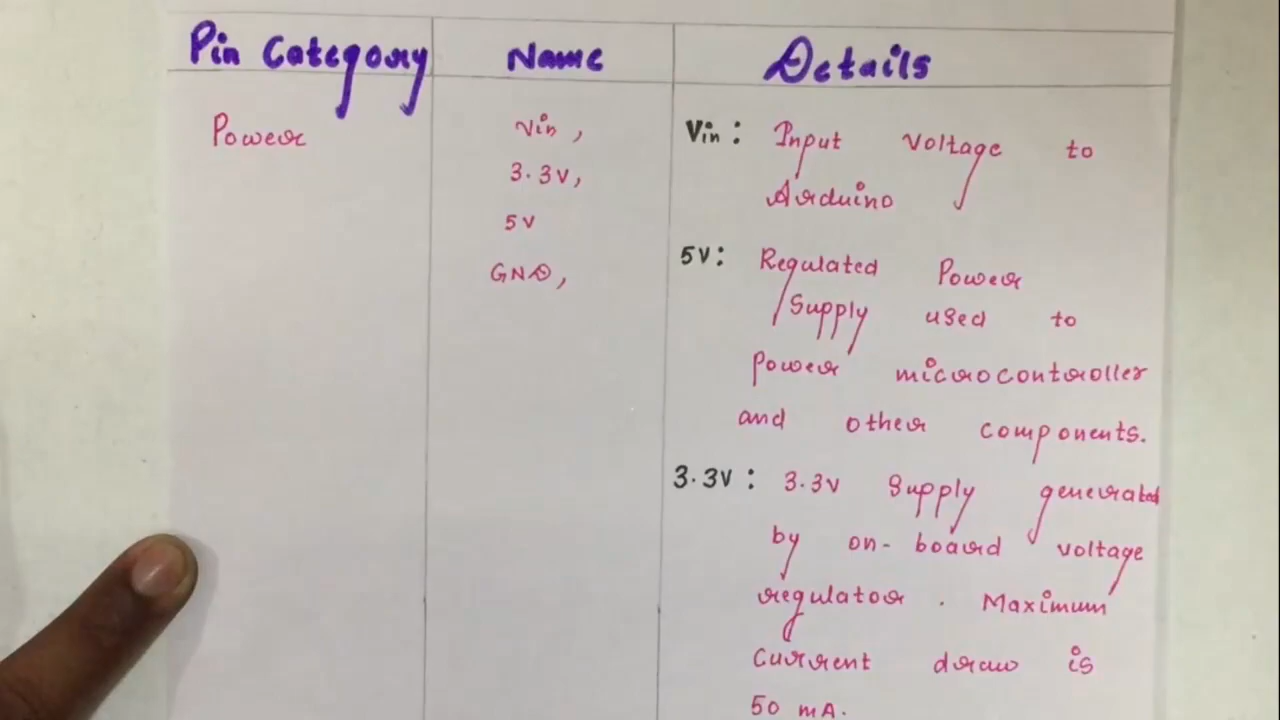 Pin Category Name Details
Power
Vin,
3.3V,
5V
GND,
Vin: Input Voltage to
Arduino
5V: Regulated Power
Supply used to
Power microcontroller
and other components.
3.3V: 3.3V Supply generated
by on-board voltage
regulator. Maximum
Current draw is
50 mA.